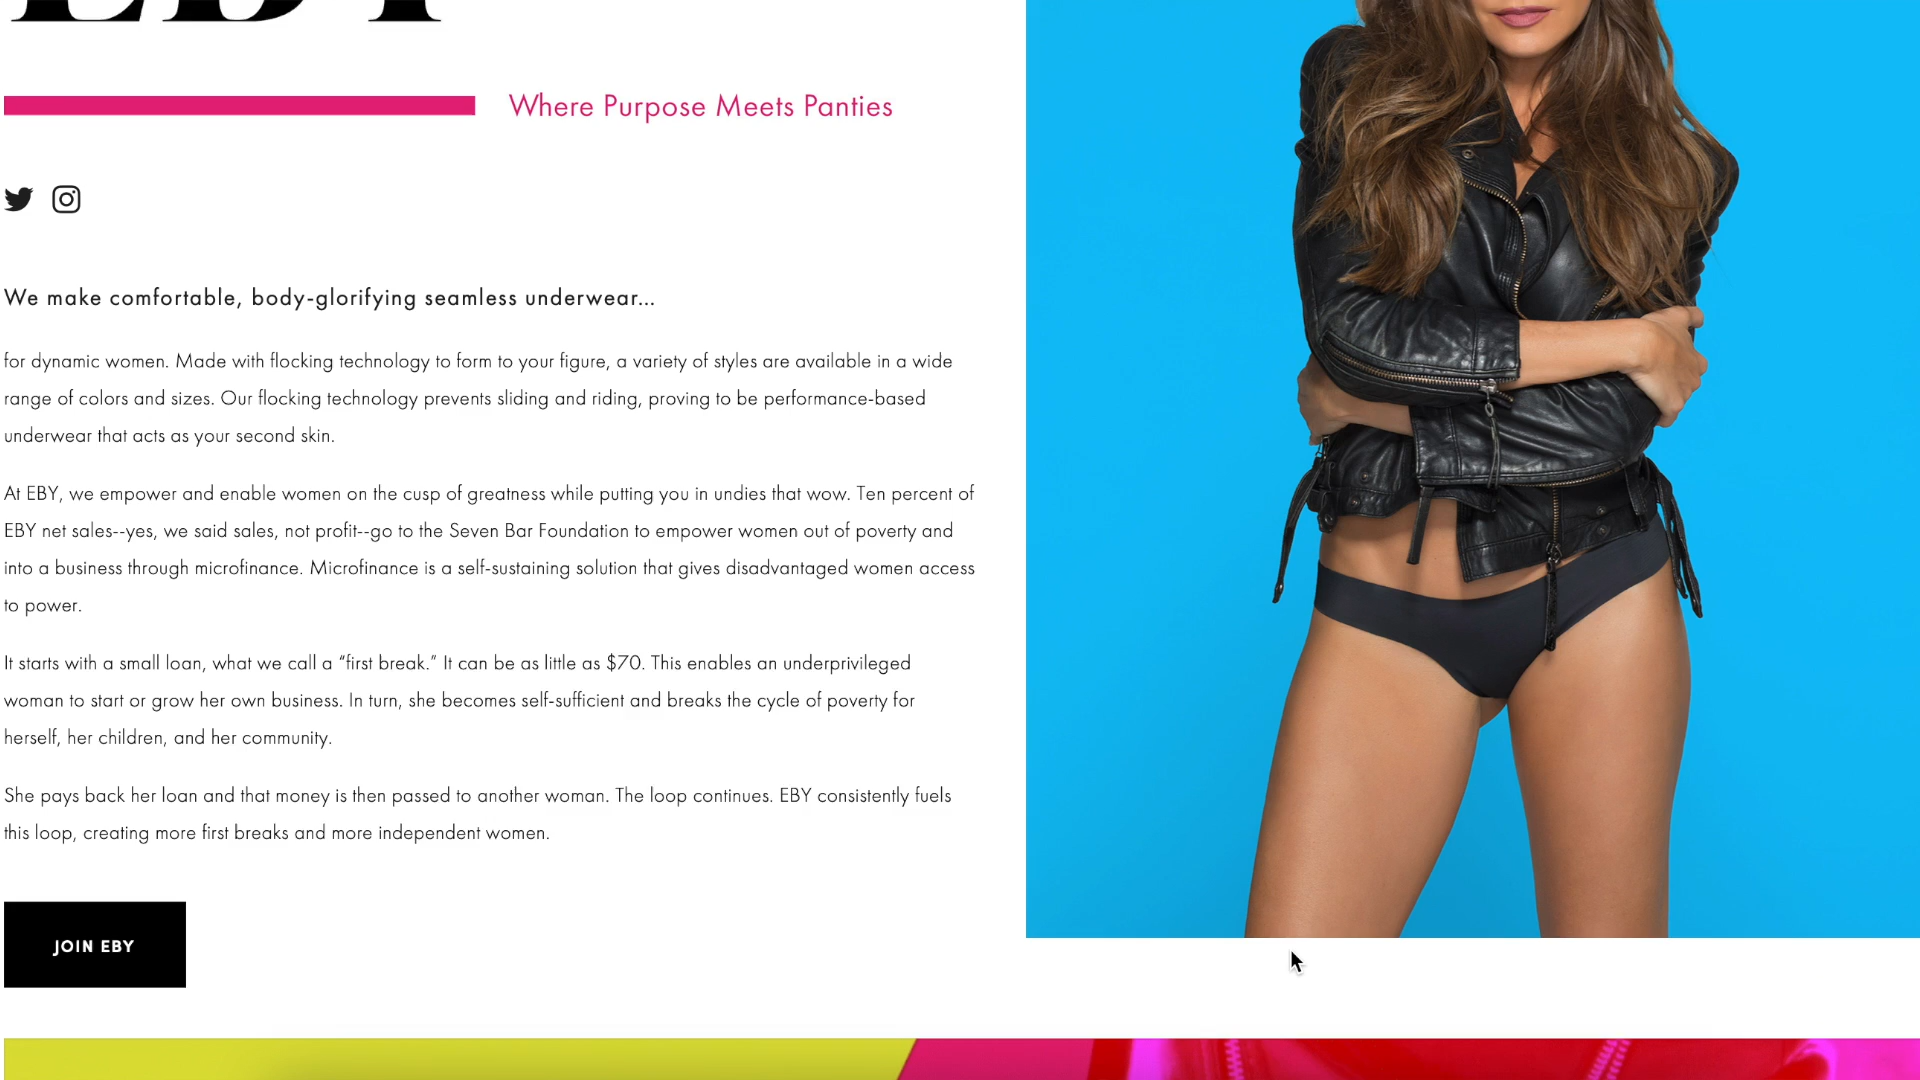 EBY
Where Purpose Meets Panties
We make comfortable, body-glorifying seamless underwear...
for dynamic women. Made with flocking technology to form to your figure, a variety of styles are available in a wide
range of colors and sizes. Our flocking technology prevents sliding and riding, proving to be performance-based
underwear that acts as your second skin.
At EBY, we empower and enable women on the cusp of greatness while putting you in undies that wow. Ten percent of
EBY net sales--yes, we said sales, not profit--go to the Seven Bar Foundation to empower women out of poverty and
into a business through microfinance. Microfinance is a self-sustaining solution that gives disadvantaged women access
to power.
It starts with a small loan, what we call a “first break.” It can be as little as $70. This enables an underprivileged
woman to start or grow her own business. In turn, she becomes self-sufficient and breaks the cycle of poverty for
herself, her children, and her community.
She pays back her loan and that money is then passed to another woman. The loop continues. EBY consistently fuels
this loop, creating more first breaks and more independent women.
JOIN EBY